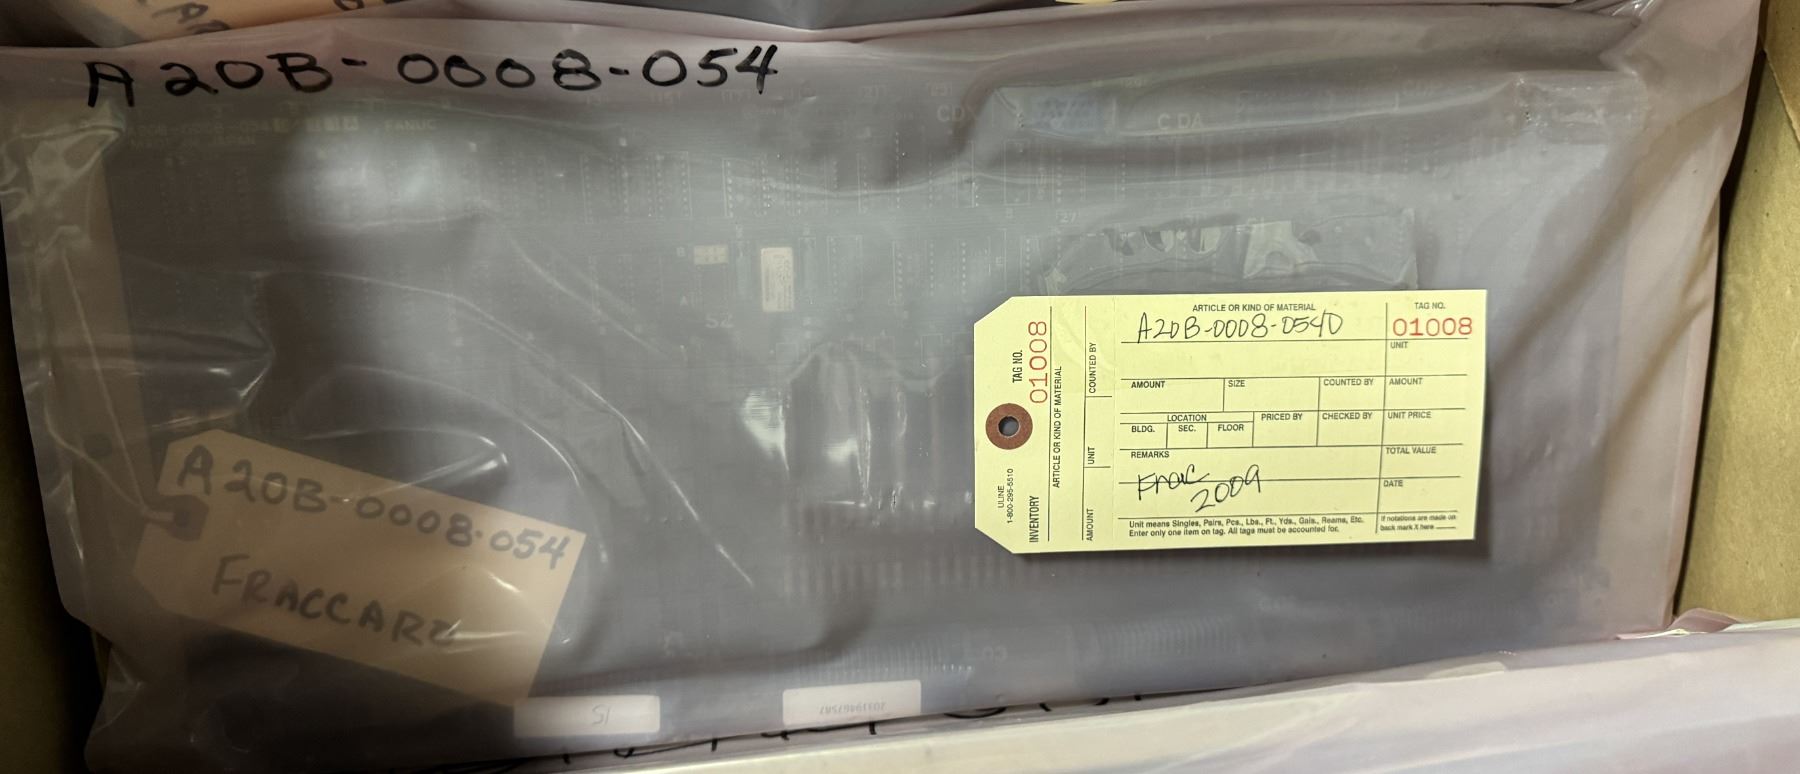 A20B-0008-054
A20B-0008-054
FANUC
MADE IN JAPAN
CD
CDA
27
A20B-0008-054
FRACCARO
15
20319467587
TAG NO.
01008
ARTICLE OR KIND OF MATERIAL
COUNTED BY
UNIT
AMOUNT
ULINE
1-800-295-5510
INVENTORY
ARTICLE OR KIND OF MATERIAL
A20B-0008-0540
TAG NO.
01008
UNIT
AMOUNT
SIZE
COUNTED BY
AMOUNT
LOCATION
BLDG.
SEC.
FLOOR
PRICED BY
CHECKED BY
UNIT PRICE
REMARKS
TOTAL VALUE
2009
DATE
Unit means Singles, Pairs, Pcs., Lbs., Ft., Yds., Gals., Reams, Etc.
Enter only one item on tag. All tags must be accounted for.
If notations are made on
back mark X here